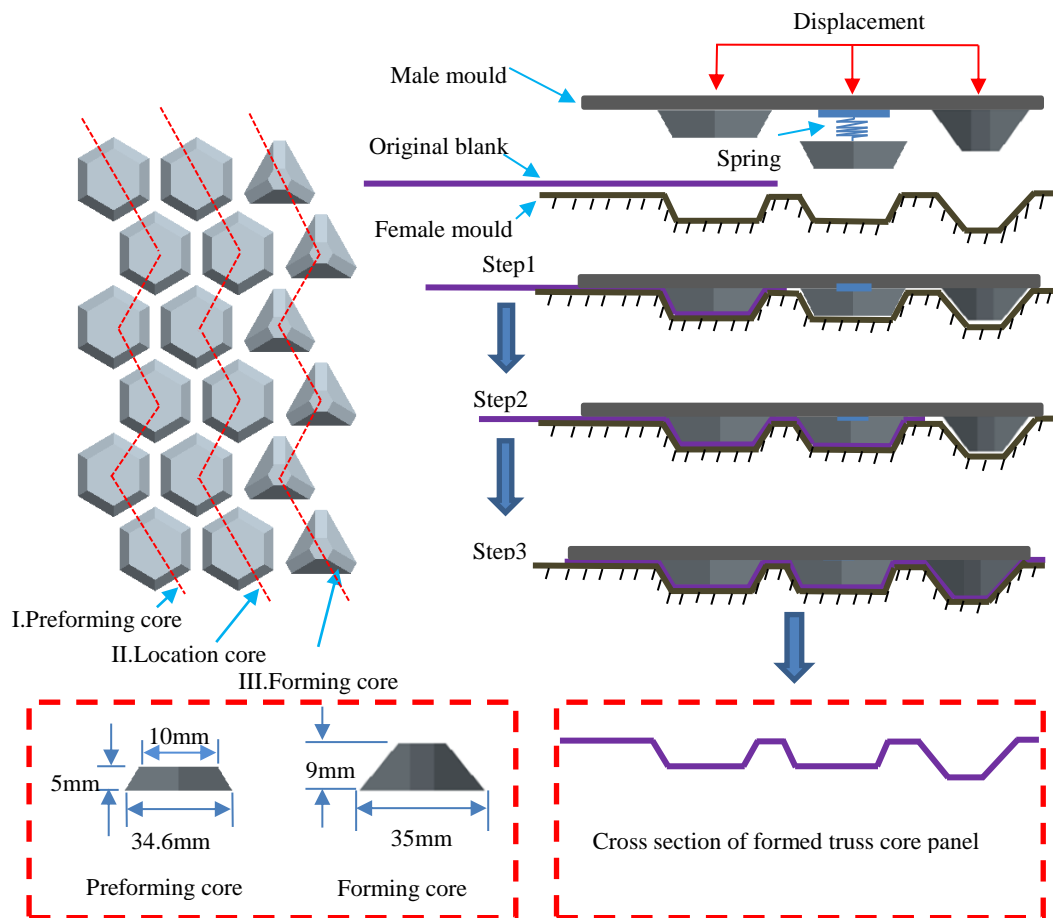 Displacement
Male mould
Original blank
Spring
Female mould
Step1
Step2
Step3
I.Preforming core
II.Location core
III.Forming core
10mm
5mm
34.6mm
Preforming core
9mm
35mm
Forming core
Cross section of formed truss core panel